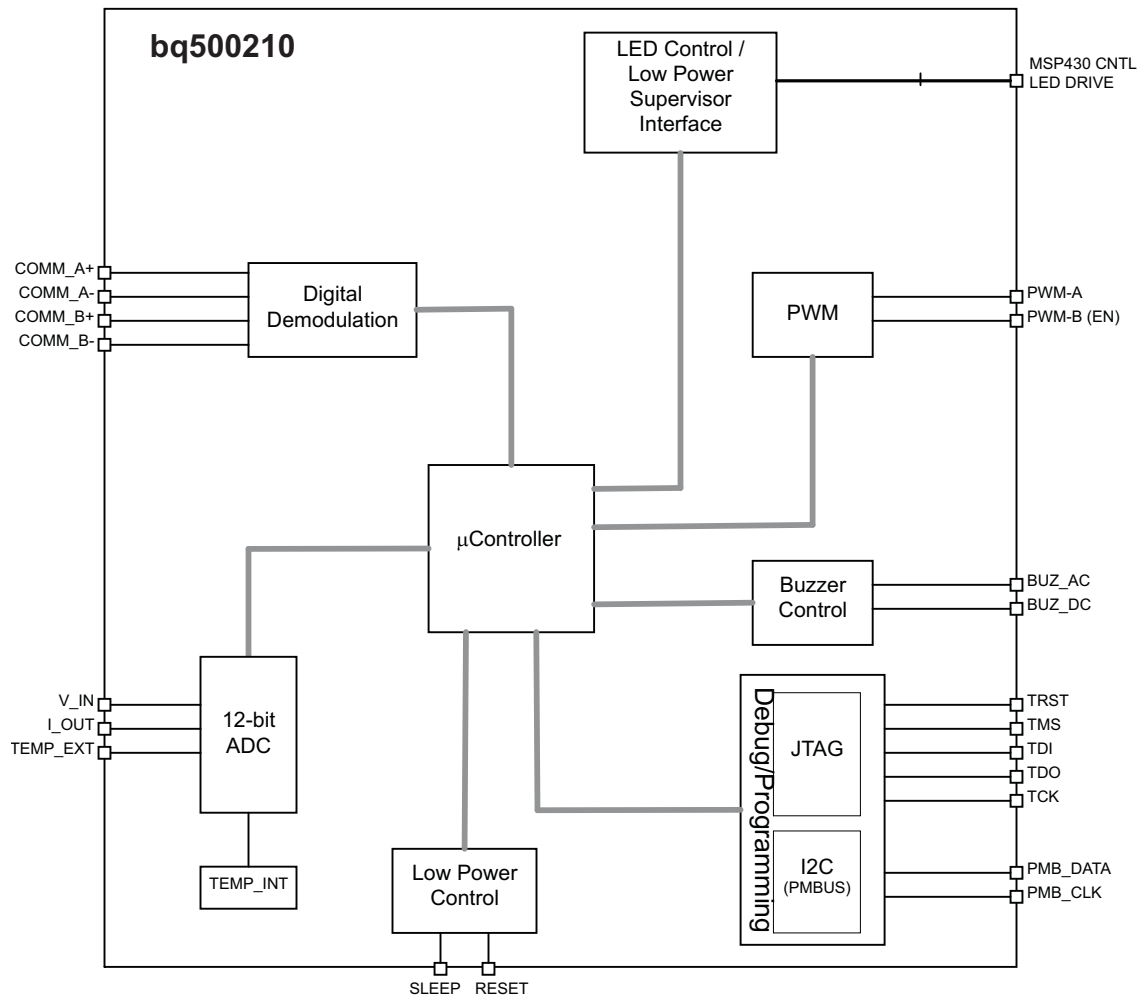 bq500210
LED Control /
Low Power
Supervisor
Interface
MSP430 CNTL
LED DRIVE
COMM_A+
COMM_A-
COMM_B+
COMM_B-
Digital
Demodulation
PWM
PWM-A
PWM-B (EN)
µController
Buzzer
Control
BUZ_AC
BUZ_DC
V_IN
I_OUT
TEMP_EXT
12-bit
ADC
TEMP_INT
Low Power
Control
SLEEP
RESET
Debug/Programming
JTAG
I2C
(PMBUS)
TRST
TMS
TDI
TDO
TCK
PMB_DATA
PMB_CLK